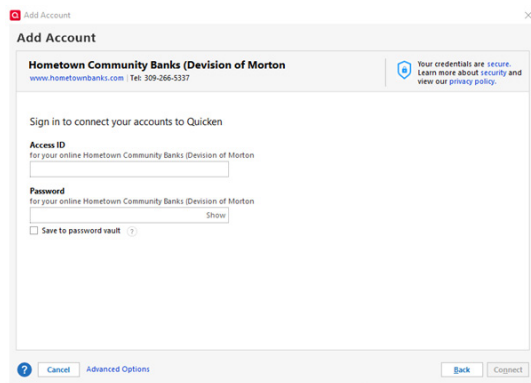 Add Account
Add Account
Hometown Community Banks (Devision of Morton
www.hometownbanks.com | Tel: 309-266-5337
Your credentials are secure.
Learn more about security and
view our privacy policy.
Sign in to connect your accounts to Quicken
Access ID
for your online Hometown Community Banks (Devision of Morton
Password
for your online Hometown Community Banks (Devision of Morton
Show
Save to password vault ?
? Cancel Advanced Options Back Connect